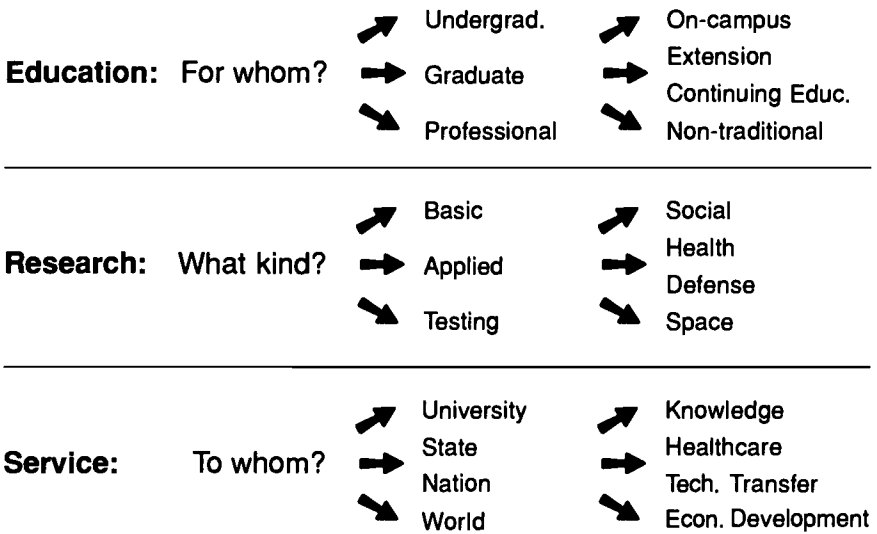 Education: For whom?
Undergrad.
Graduate
Professional
On-campus
Extension
Continuing Educ.
Non-traditional
Research: What kind?
Basic
Applied
Testing
Social
Health
Defense
Space
Service: To whom?
University
State
Nation
World
Knowledge
Healthcare
Tech. Transfer
Econ. Development